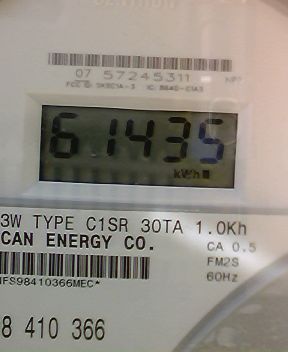 07 57245311
61435
kWh
3W TYPE C1SR 30TA 1.0Kh
CAN ENERGY CO.
CA 0.5
FM2S
60Hz
IFS98410366MEC*
8 410 366